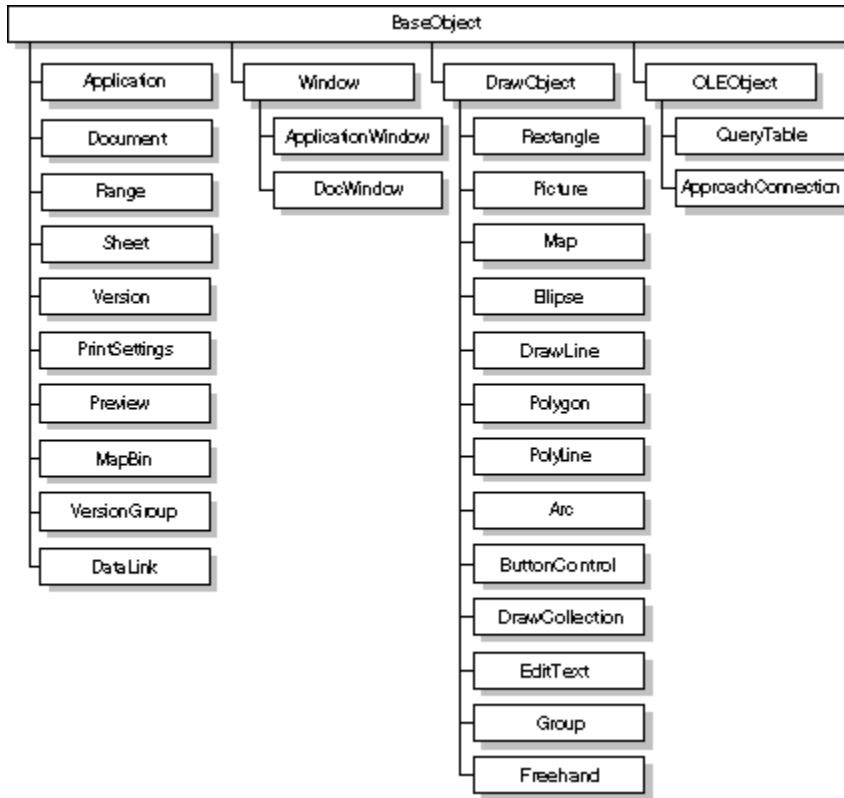 BaseObject
Application
Document
Range
Sheet
Version
PrintSettings
Preview
MapBin
VersionGroup
DataLink
Window
ApplicationWindow
DocWindow
DrawObject
Rectangle
Picture
Map
Ellipse
DrawLine
Polygon
PolyLine
Arc
ButtonControl
DrawCollection
EditText
Group
Freehand
OLEObject
QueryTable
ApproachConnection